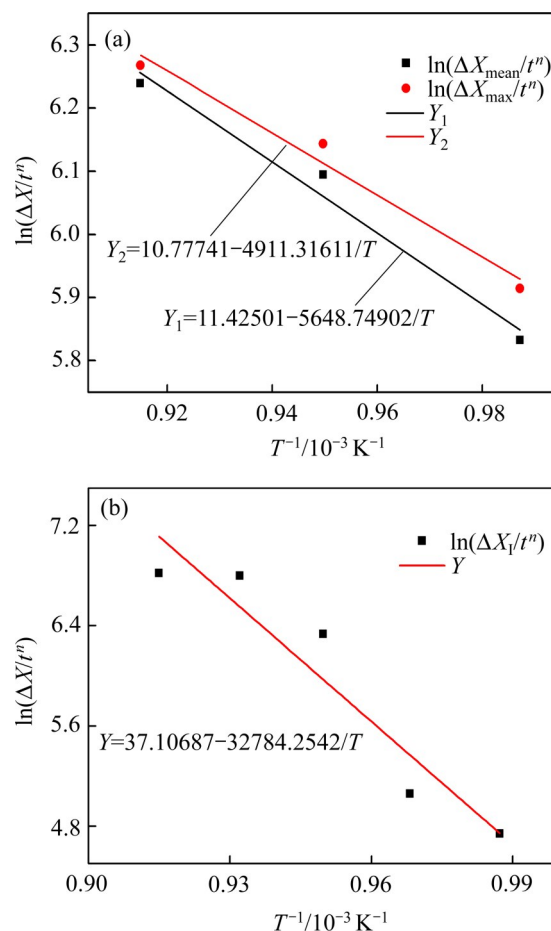 (a)
6.3
6.2
6.1
6.0
5.9
5.8
ln(ΔX/tⁿ)
ln(ΔX_mean/tⁿ)
ln(ΔX_max/tⁿ)
Y₁
Y₂
Y₂=10.77741−4911.31611/T
Y₁=11.42501−5648.74902/T
0.92 0.94 0.96 0.98
T⁻¹/10⁻³ K⁻¹
(b)
7.2
6.4
5.6
4.8
ln(ΔX/tⁿ)
ln(ΔX_I/tⁿ)
Y
Y=37.10687−32784.2542/T
0.90 0.93 0.96 0.99
T⁻¹/10⁻³ K⁻¹